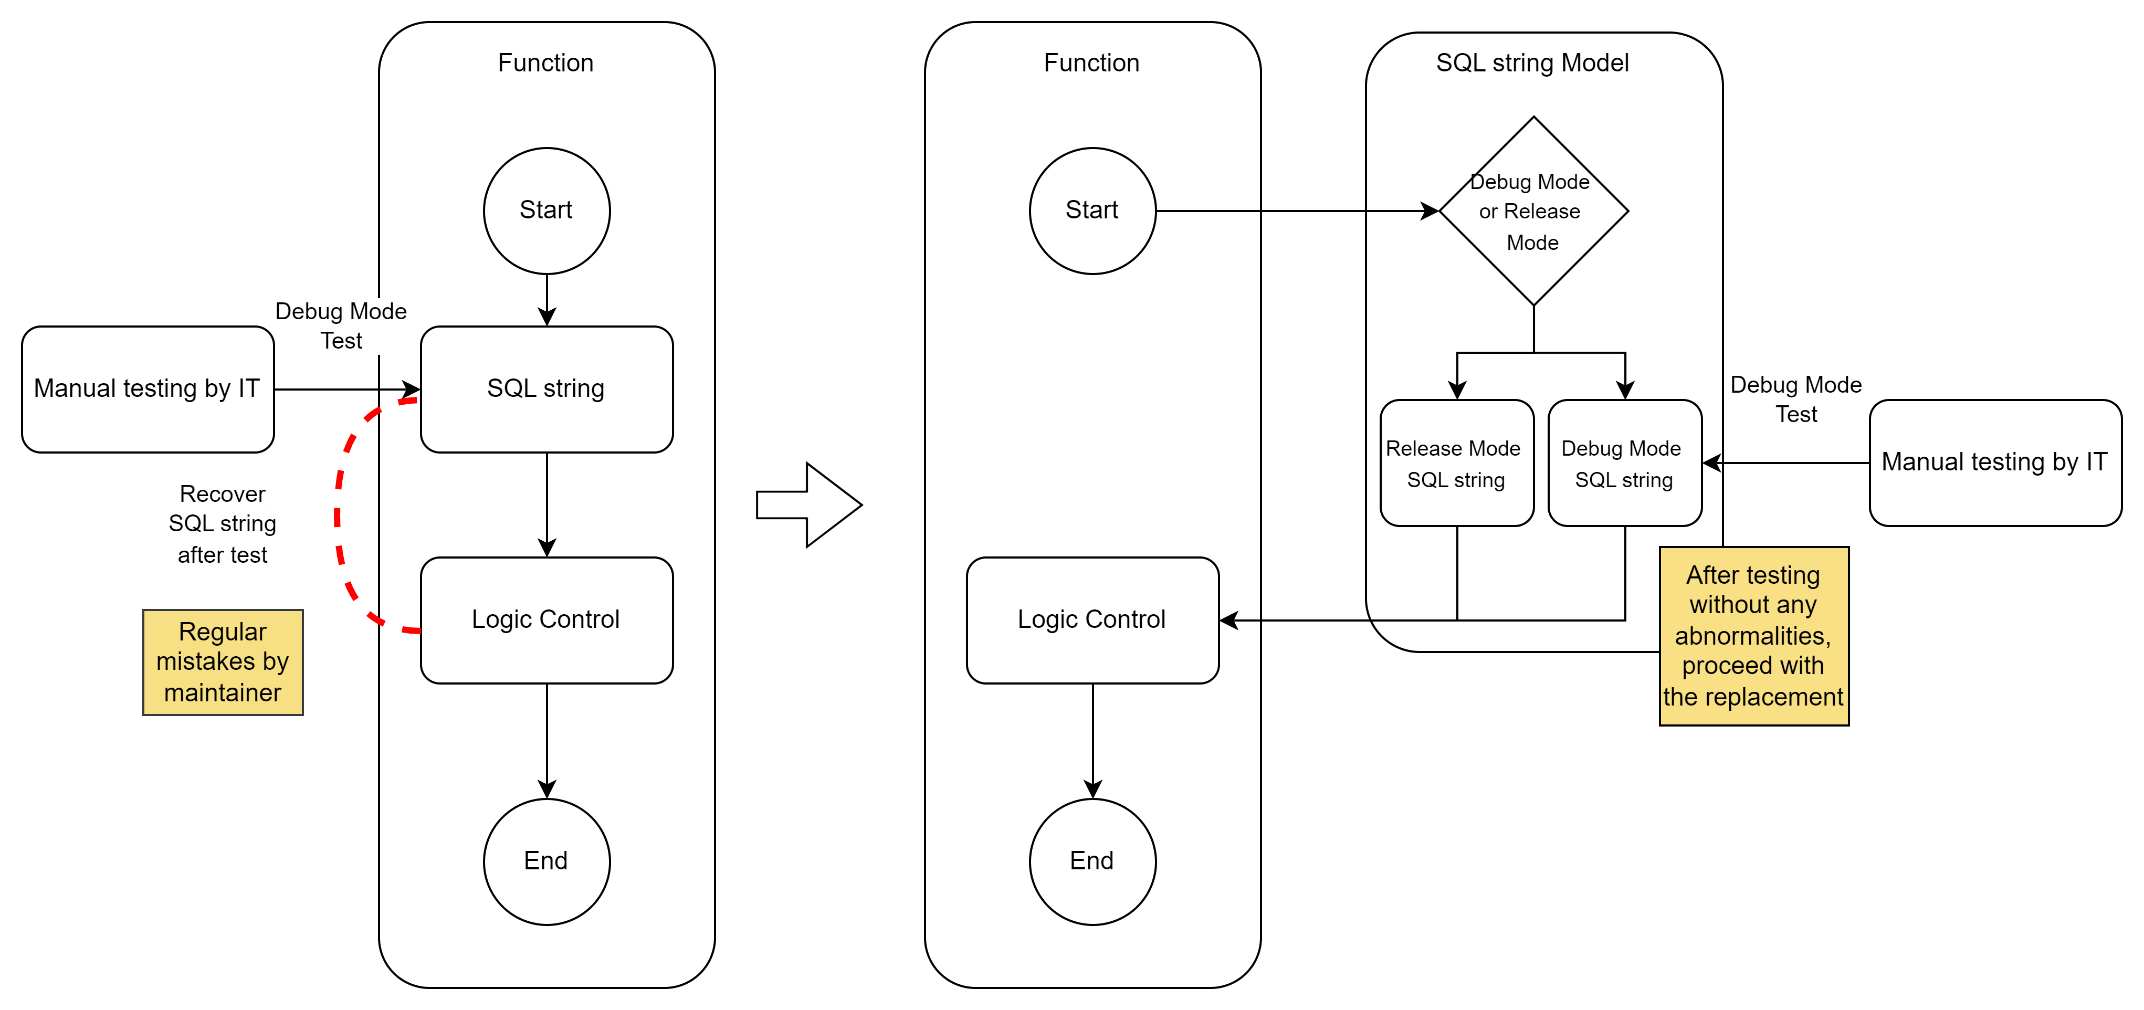 Function
Start
Debug Mode
Test
Manual testing by IT
SQL string
Recover
SQL string
after test
Regular
mistakes by
maintainer
Logic Control
End
Function
Start
Logic Control
End
SQL string Model
Debug Mode
or Release
Mode
Release Mode
SQL string
Debug Mode
SQL string
Debug Mode
Test
Manual testing by IT
After testing
without any
abnormalities,
proceed with
the replacement